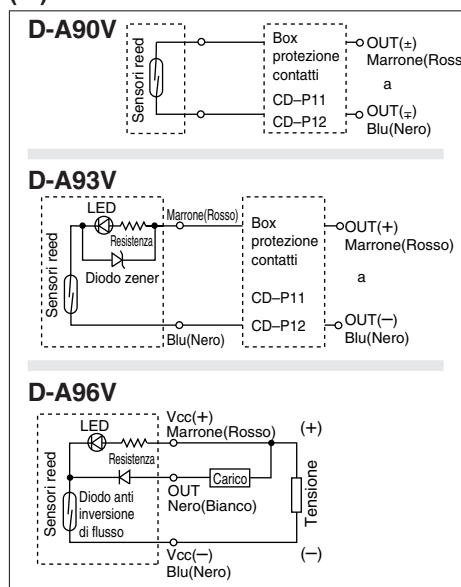 D-A90V
Sensori reed
Box
protezione
contatti
CD–P11
CD–P12
OUT(±)
Marrone(Ross
a
OUT(∓)
Blu(Nero)
D-A93V
LED
Resistenza
Diodo zener
Sensori reed
Marrone(Rosso)
Blu(Nero)
Box
protezione
contatti
CD–P11
CD–P12
OUT(+)
Marrone(Rosso)
a
OUT(–)
Blu(Nero)
D-A96V
LED
Resistenza
Sensori reed
Diodo anti
inversione
di flusso
Vcc(+)
Marrone(Rosso)
OUT
Nero(Bianco)
Carico
Vcc(–)
Blu(Nero)
(+)
Tensione
(–)